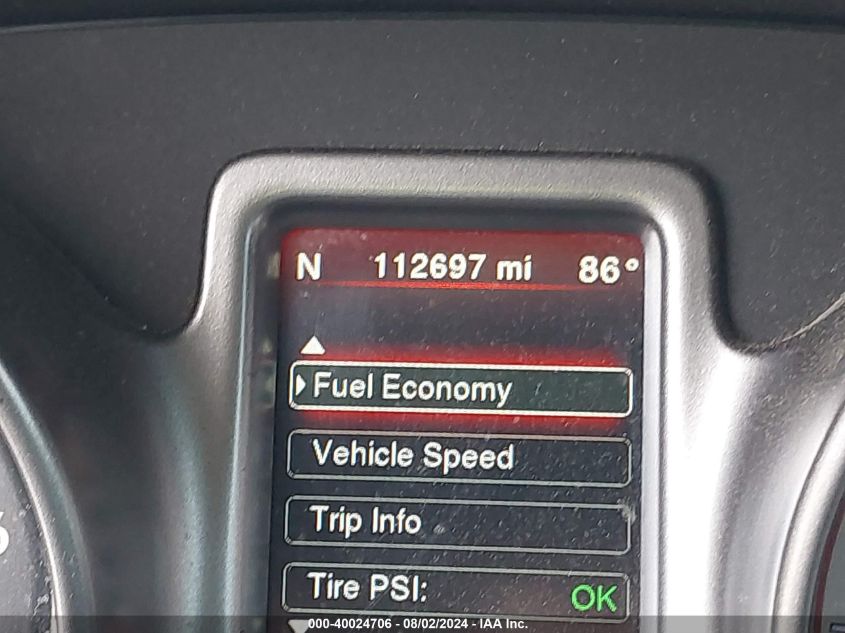 N 112697 mi 86°
Fuel Economy
Vehicle Speed
Trip Info
Tire PSI: OK
000-40024706 - 08/02/2024 - IAA Inc.